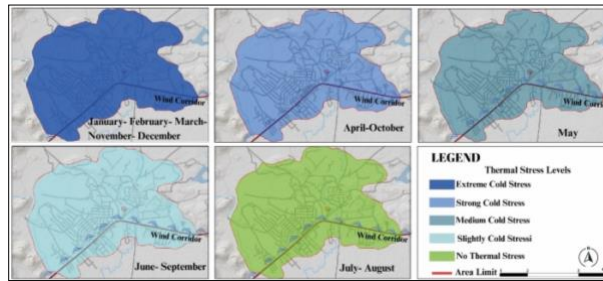 Wind Corridor
January- February- March-
November- December
Wind Corridor
April-October
Wind Corridor
May
Wind Corridor
June- September
Wind Corridor
July- August
LEGEND
Thermal Stress Levels
Extreme Cold Stress
Strong Cold Stress
Medium Cold Stress
Slightly Cold Stressi
No Thermal Stress
Area Limit